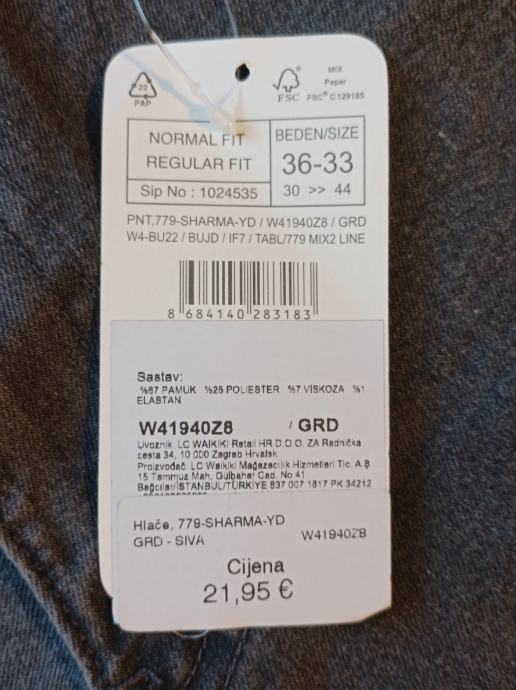 22
PAP
FSC®
MIX
Paper
FSC® C129185
NORMAL FIT
REGULAR FIT
Sip No : 1024535
BEDEN/SIZE
36-33
30 >> 44
PNT,779-SHARMA-YD / W41940Z8 / GRD
W4-BU22 / BUJD / IF7 / TABL/779 MIX2 LINE
8 684140 283183
Sastav:
%67 PAMUK %25 POLIESTER %7 VISKOZA %1
ELASTAN
W41940Z8 / GRD
Uvoznik: LC WAIKIKI Retail HR D.O.O. ZA Radnička
cesta 34, 10 000 Zagreb Hrvatsk
Proizvođač: LC Waikiki Mağazacılık Hizmetleri Tic. A.Ş
15 Temmuz Mah. Gülbahar Cad. No:41
Bağcılar/İSTANBUL/TÜRKİYE 837 007 1817 PK 34212
Hlače, 779-SHARMA-YD
GRD - SIVA W41940Z8
Cijena
21,95 €